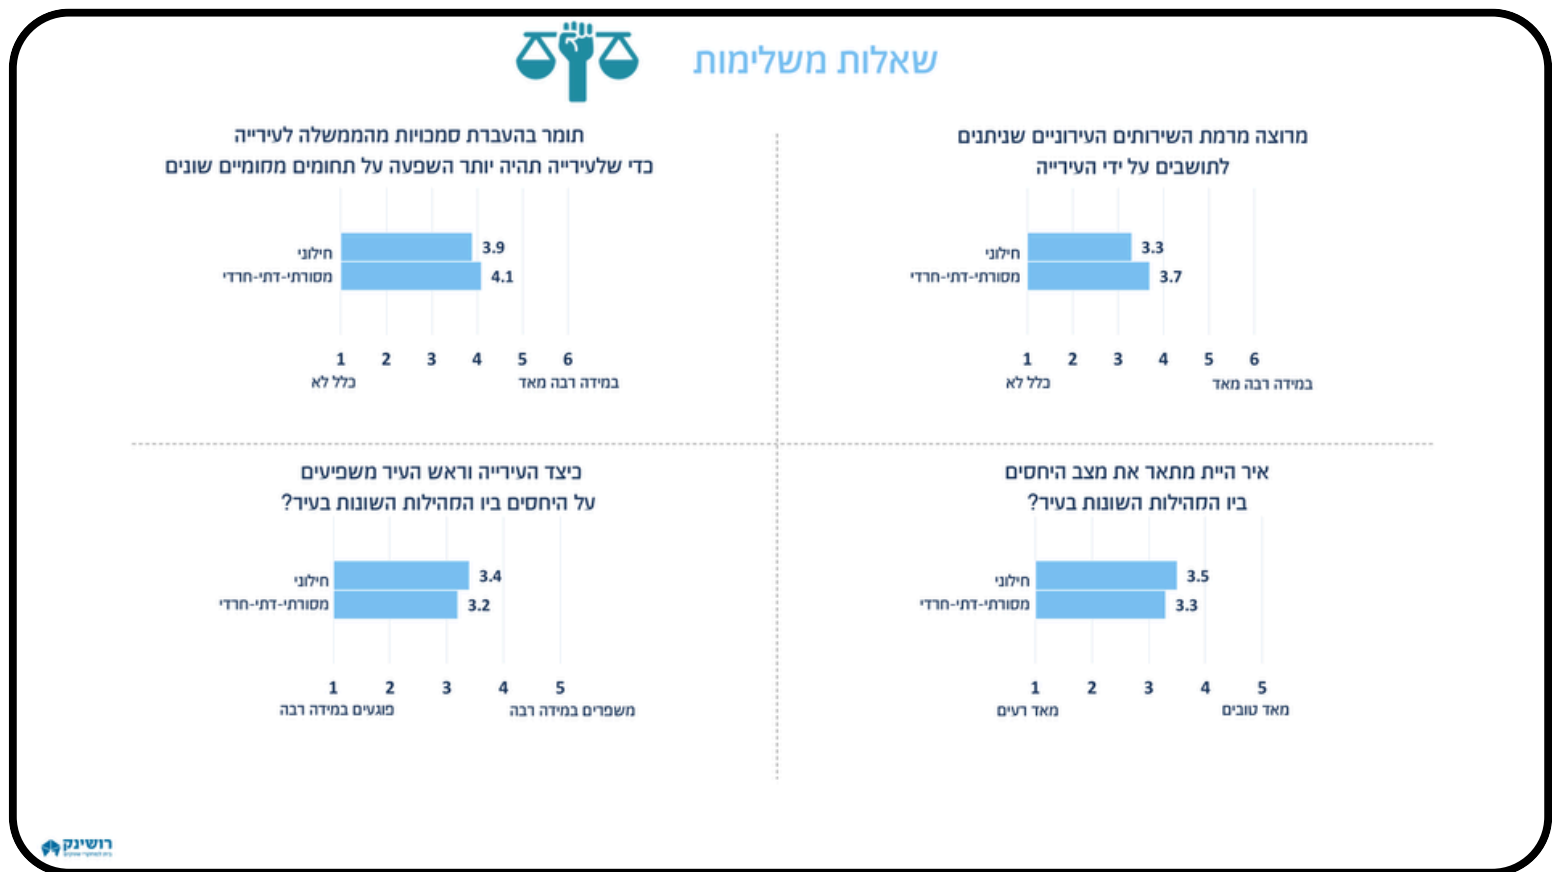 שאלות משלימות
מרוצה מרמת השירותים העירוניים שניתנים
לתושבים על ידי העירייה
חילוני
3.3
מסורתי-דתי-חרדי
3.7
1 2 3 4 5 6
כלל לא
במידה רבה מאד
תומך בהעברת סמכויות מהממשלה לעירייה
כדי שלעירייה תהיה יותר השפעה על תחומים מקומיים שונים
חילוני
3.9
מסורתי-דתי-חרדי
4.1
1 2 3 4 5 6
כלל לא
במידה רבה מאד
איך היית מתאר את מצב היחסים
בין הקהילות השונות בעיר?
חילוני
3.5
מסורתי-דתי-חרדי
3.3
1 2 3 4 5
מאד רעים
מאד טובים
כיצד העירייה וראש העיר משפיעים
על היחסים בין הקהילות השונות בעיר?
חילוני
3.4
מסורתי-דתי-חרדי
3.2
1 2 3 4 5
פוגעים במידה רבה
משפרים במידה רבה
רושינק